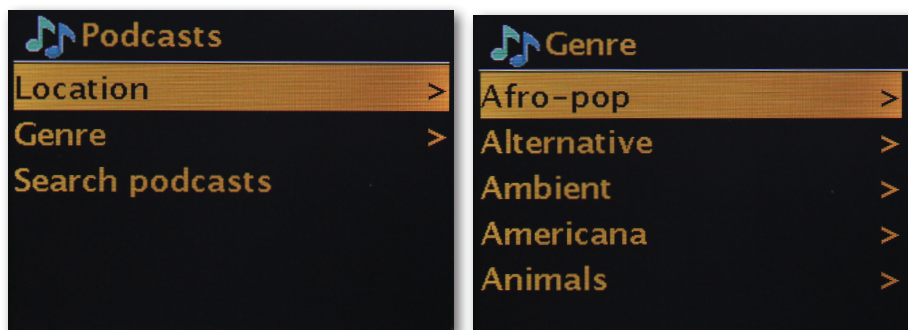 Podcasts
Location >
Genre >
Search podcasts
Genre
Afro-pop >
Alternative >
Ambient >
Americana >
Animals >